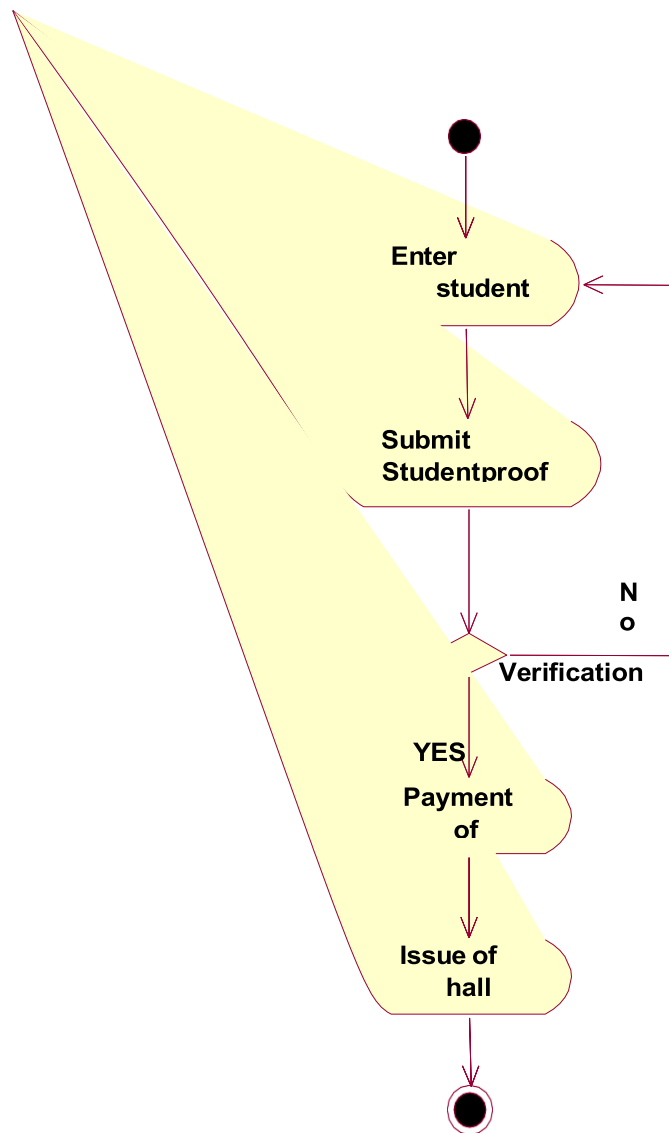 Enter
student
Submit
Studentproof
N
o
Verification
YES
Payment
of
Issue of
hall